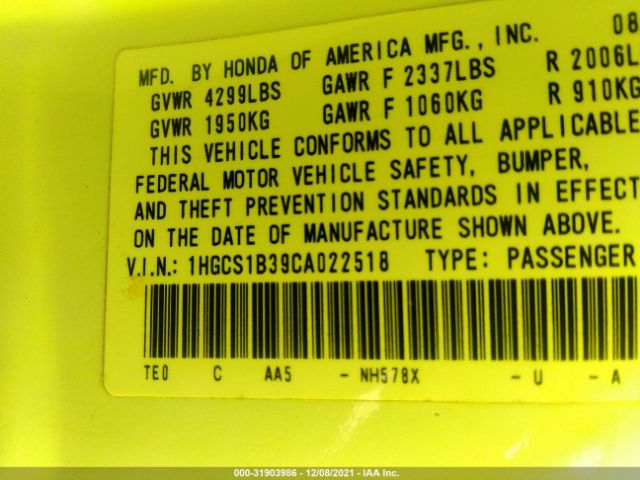 MFD. BY HONDA OF AMERICA MFG., INC. 08
GVWR 4299LBS GAWR F 2337LBS R 2006L
GVWR 1950KG GAWR F 1060KG R 910KG
THIS VEHICLE CONFORMS TO ALL APPLICABLE
FEDERAL MOTOR VEHICLE SAFETY, BUMPER,
AND THEFT PREVENTION STANDARDS IN EFFECT
ON THE DATE OF MANUFACTURE SHOWN ABOVE.
V.I.N.: 1HGCS1B39CA022518 TYPE: PASSENGER
TE0 C AA5 - NH578X - U - A
000-31903986 - 12/08/2021 - IAA Inc.